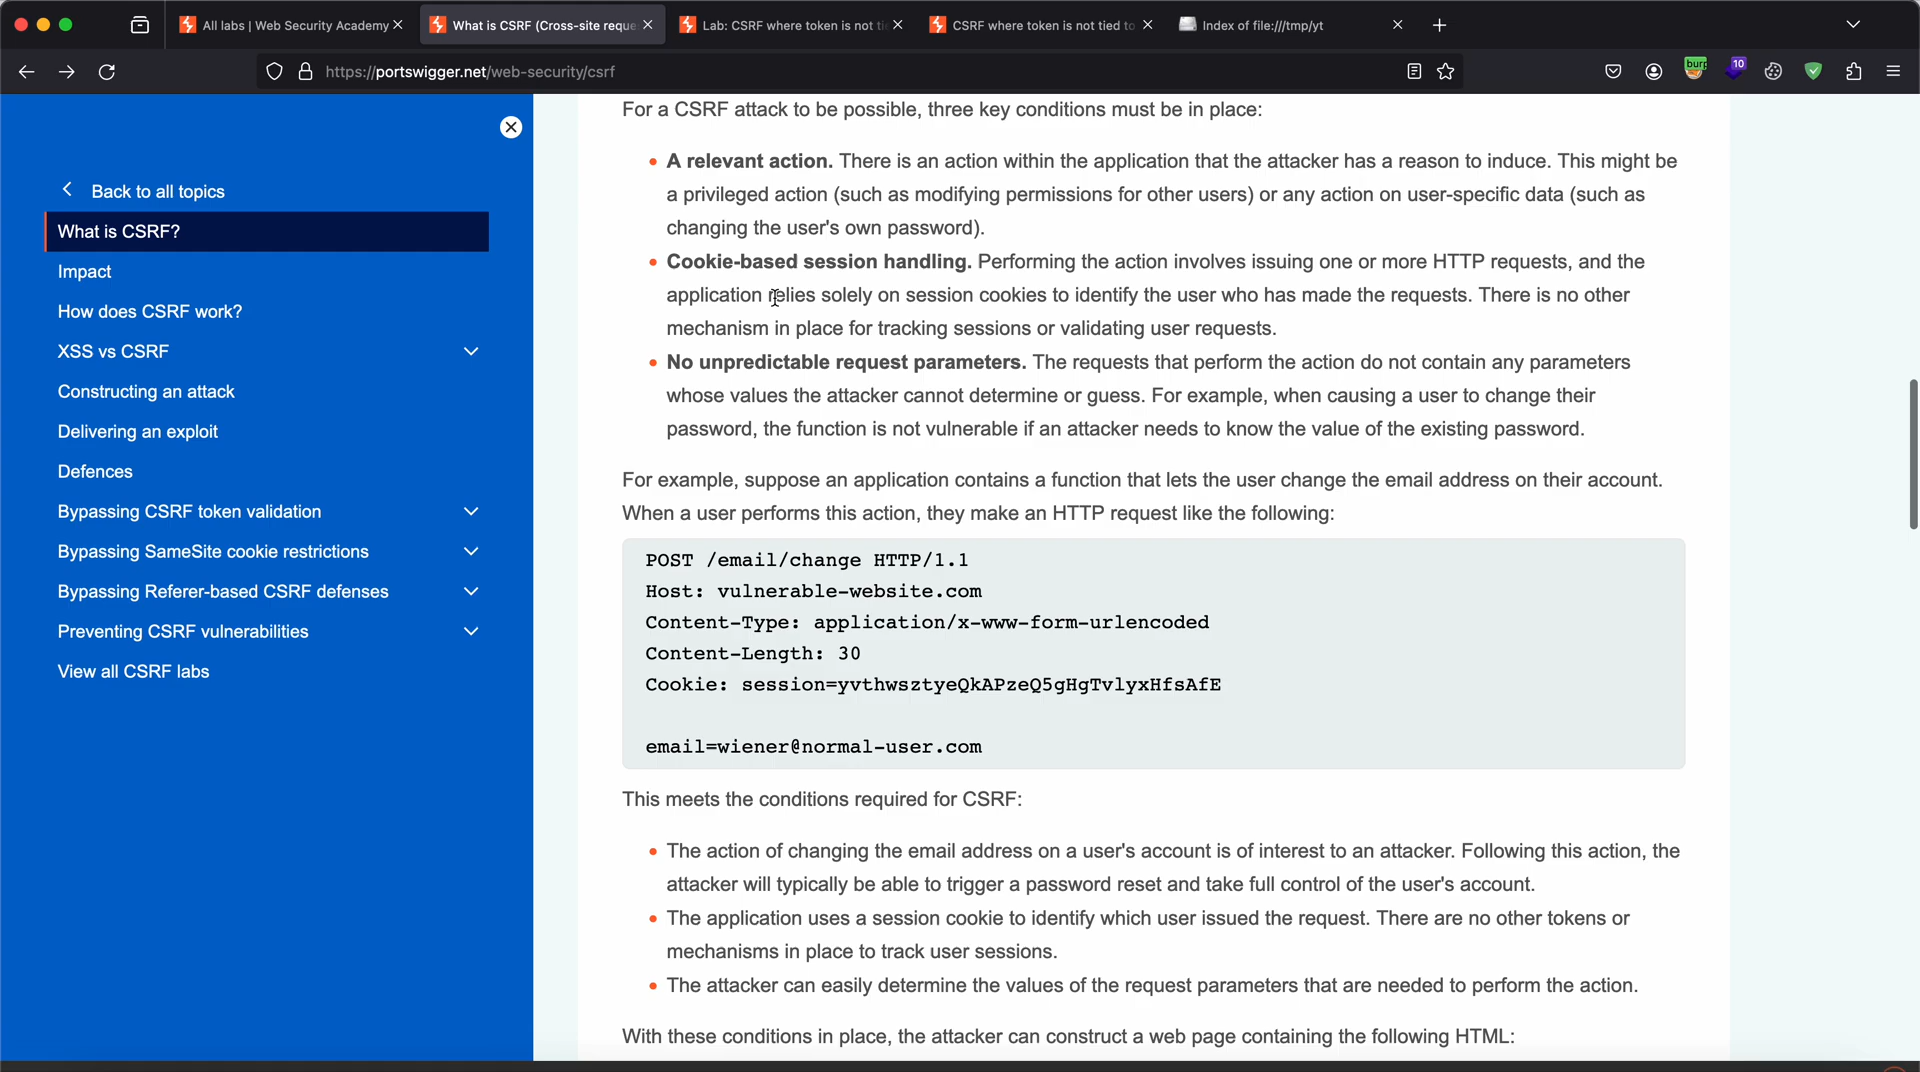 All labs | Web Security Academy
What is CSRF (Cross-site reque
Lab: CSRF where token is not ti
CSRF where token is not tied to
Index of file:///tmp/yt
https://portswigger.net/web-security/csrf
burp
10
Back to all topics
What is CSRF?
Impact
How does CSRF work?
XSS vs CSRF
Constructing an attack
Delivering an exploit
Defences
Bypassing CSRF token validation
Bypassing SameSite cookie restrictions
Bypassing Referer-based CSRF defenses
Preventing CSRF vulnerabilities
View all CSRF labs
For a CSRF attack to be possible, three key conditions must be in place:
• A relevant action. There is an action within the application that the attacker has a reason to induce. This might be
a privileged action (such as modifying permissions for other users) or any action on user-specific data (such as
changing the user's own password).
• Cookie-based session handling. Performing the action involves issuing one or more HTTP requests, and the
application relies solely on session cookies to identify the user who has made the requests. There is no other
mechanism in place for tracking sessions or validating user requests.
• No unpredictable request parameters. The requests that perform the action do not contain any parameters
whose values the attacker cannot determine or guess. For example, when causing a user to change their
password, the function is not vulnerable if an attacker needs to know the value of the existing password.
For example, suppose an application contains a function that lets the user change the email address on their account.
When a user performs this action, they make an HTTP request like the following:
POST /email/change HTTP/1.1
Host: vulnerable-website.com
Content-Type: application/x-www-form-urlencoded
Content-Length: 30
Cookie: session=yvthwsztyeQkAPzeQ5gHgTvlyxHfsAfE
email=wiener@normal-user.com
This meets the conditions required for CSRF:
• The action of changing the email address on a user's account is of interest to an attacker. Following this action, the
attacker will typically be able to trigger a password reset and take full control of the user's account.
• The application uses a session cookie to identify which user issued the request. There are no other tokens or
mechanisms in place to track user sessions.
• The attacker can easily determine the values of the request parameters that are needed to perform the action.
With these conditions in place, the attacker can construct a web page containing the following HTML: